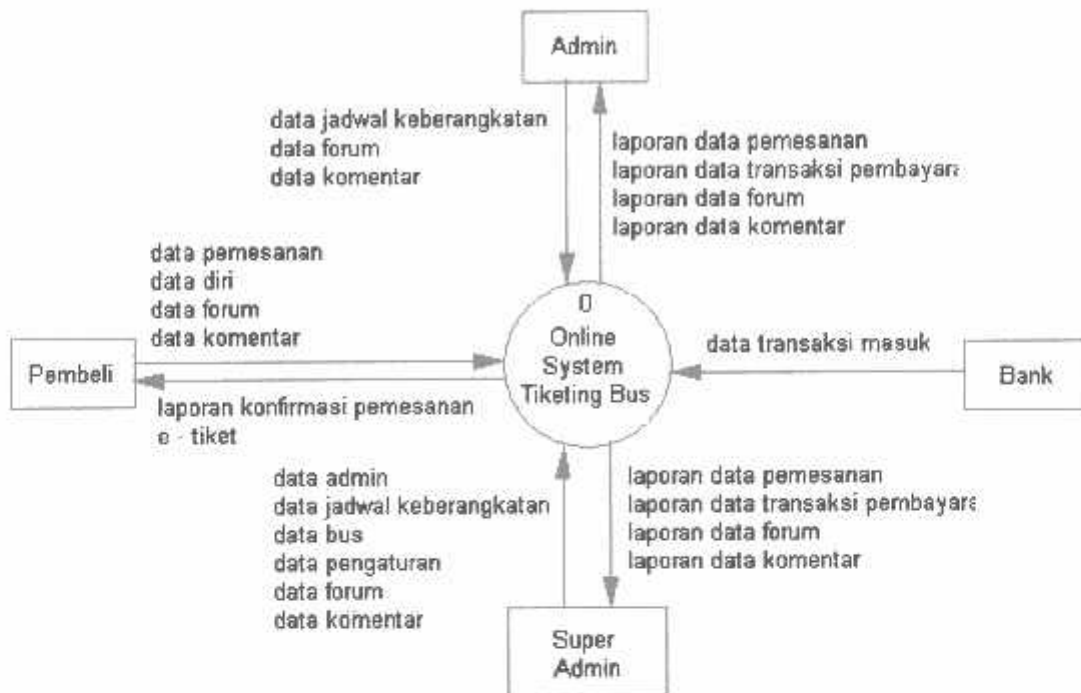 Admin
data jadwal keberangkatan
data forum
data komentar
laporan data pemesanan
laporan data transaksi pembayara
laporan data forum
laporan data komentar
data pemesanan
data diri
data forum
data komentar
Pembeli
laporan konfirmasi pemesanan
e - tiket
0
Online
System
Tiketing Bus
data transaksi masuk
Bank
data admin
data jadwal keberangkatan
data bus
data pengaturan
data forum
data komentar
laporan data pemesanan
laporan data transaksi pembayara
laporan data forum
laporan data komentar
Super
Admin